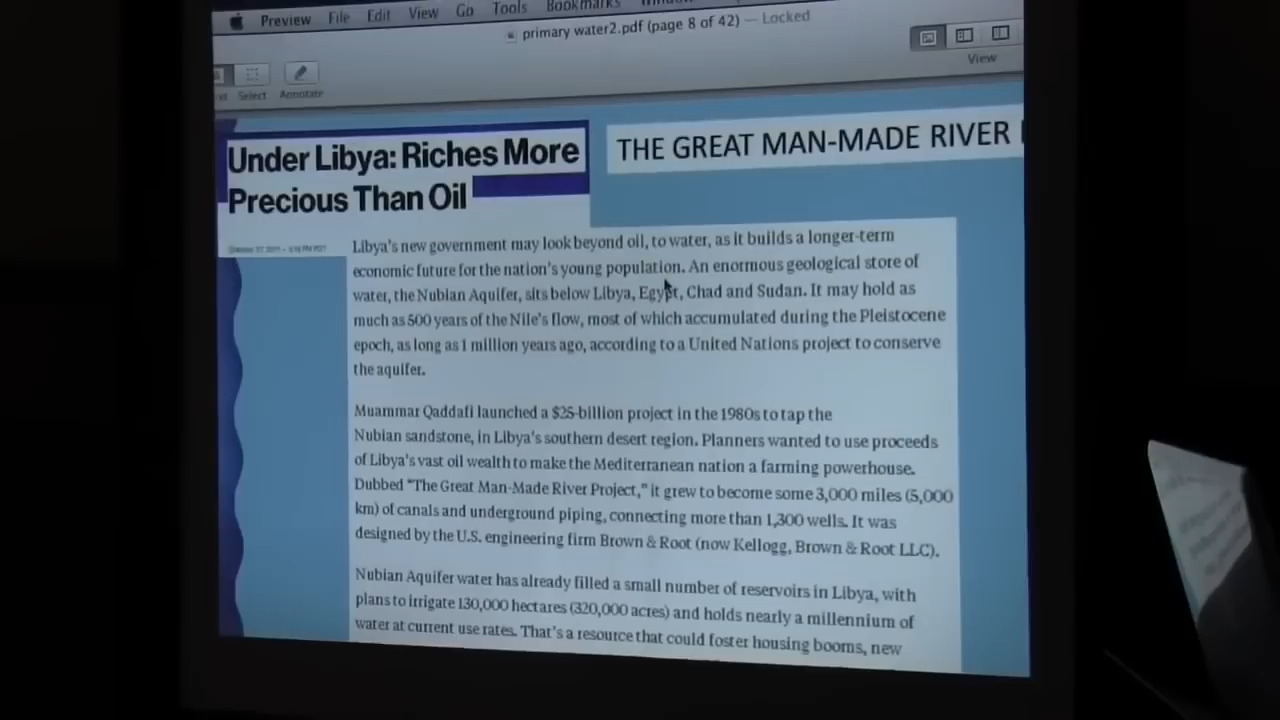 Preview File Edit View Go Tools Bookmarks
primary water2.pdf (page 8 of 42) — Locked
View
Select Annotate
Under Libya: Riches More
Precious Than Oil
THE GREAT MAN-MADE RIVER
Libya's new government may look beyond oil, to water, as it builds a longer-term
economic future for the nation's young population. An enormous geological store of
water, the Nubian Aquifer, sits below Libya, Egypt, Chad and Sudan. It may hold as
much as 500 years of the Nile's flow, most of which accumulated during the Pleistocene
epoch, as long as 1 million years ago, according to a United Nations project to conserve
the aquifer.
Muammar Qaddafi launched a $25-billion project in the 1980s to tap the
Nubian sandstone, in Libya's southern desert region. Planners wanted to use proceeds
of Libya's vast oil wealth to make the Mediterranean nation a farming powerhouse.
Dubbed "The Great Man-Made River Project," it grew to become some 3,000 miles (5,000
km) of canals and underground piping, connecting more than 1,300 wells. It was
designed by the U.S. engineering firm Brown & Root (now Kellogg, Brown & Root LLC).
Nubian Aquifer water has already filled a small number of reservoirs in Libya, with
plans to irrigate 130,000 hectares (320,000 acres) and holds nearly a millennium of
water at current use rates. That's a resource that could foster housing booms, new